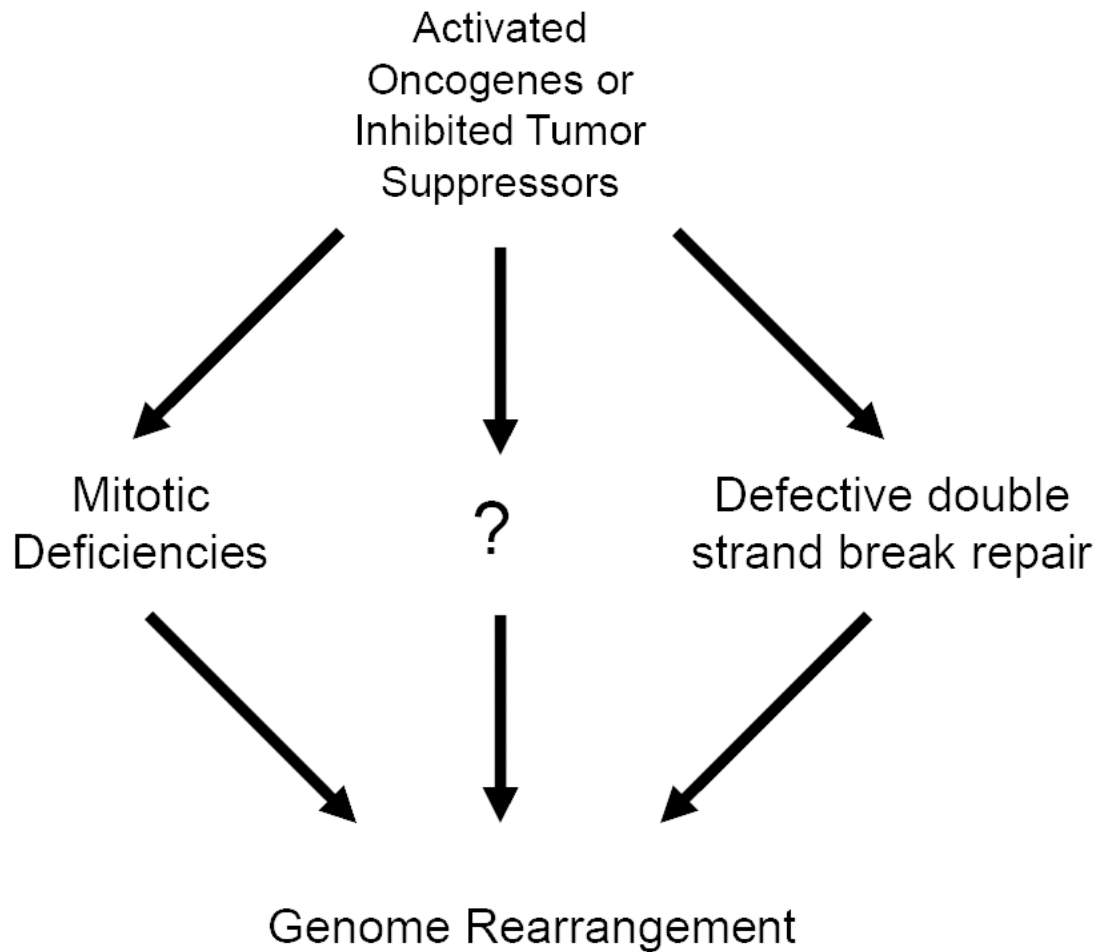 Activated
Oncogenes or
Inhibited Tumor
Suppressors
Mitotic
Deficiencies
?
Defective double
strand break repair
Genome Rearrangement